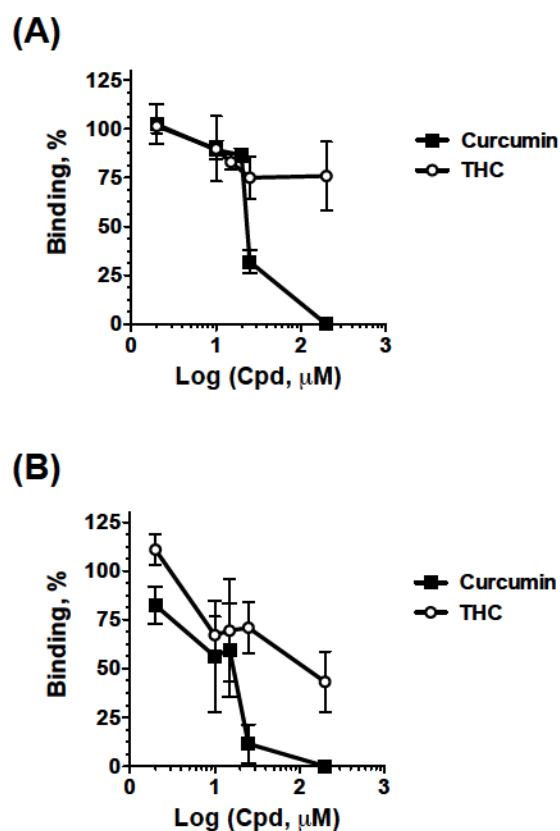 (A)
125
100
75
50
25
0
Binding, %
0
1
2
3
Log (Cpd, μM)
Curcumin
THC
(B)
125
100
75
50
25
0
Binding, %
0
1
2
3
Log (Cpd, μM)
Curcumin
THC